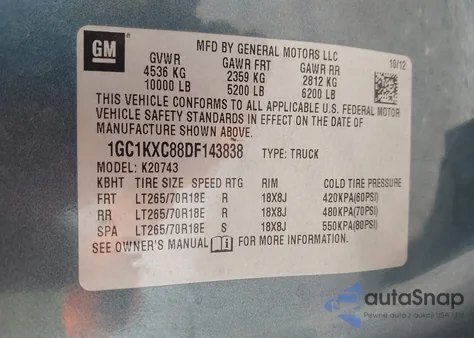 GM
MFD BY GENERAL MOTORS LLC
10/12
GVWR GAWR FRT GAWR RR
4536 KG 2359 KG 2812 KG
10000 LB 5200 LB 6200 LB
THIS VEHICLE CONFORMS TO ALL APPLICABLE U.S. FEDERAL MOTOR
VEHICLE SAFETY STANDARDS IN EFFECT ON THE DATE OF
MANUFACTURE SHOWN ABOVE.
1GC1KXC88DF143838 TYPE: TRUCK
MODEL: K20743
KBHT TIRE SIZE SPEED RTG RIM COLD TIRE PRESSURE
FRT LT265/70R18E R 18X8J 420KPA(60PSI)
RR LT265/70R18E R 18X8J 480KPA(70PSI)
SPA LT265/70R18E S 18X8J 550KPA(80PSI)
SEE OWNER'S MANUAL FOR MORE INFORMATION.
autaSnap
Pewne auta z aukcji USA